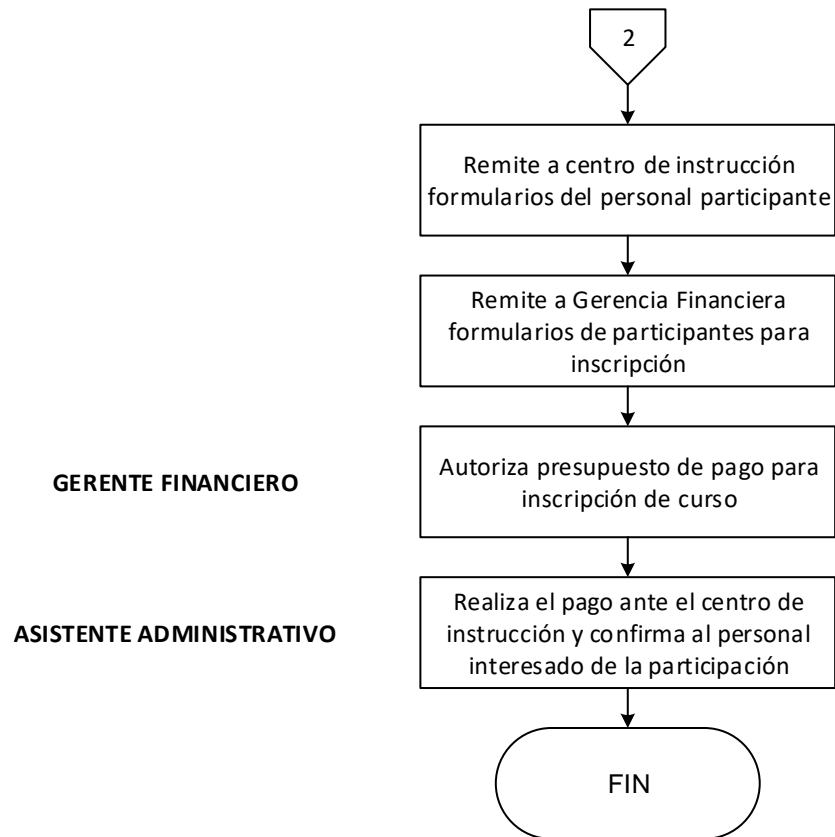 2
Remite a centro de instrucción
formularios del personal participante
Remite a Gerencia Financiera
formularios de participantes para
inscripción
GERENTE FINANCIERO
Autoriza presupuesto de pago para
inscripción de curso
ASISTENTE ADMINISTRATIVO
Realiza el pago ante el centro de
instrucción y confirma al personal
interesado de la participación
FIN